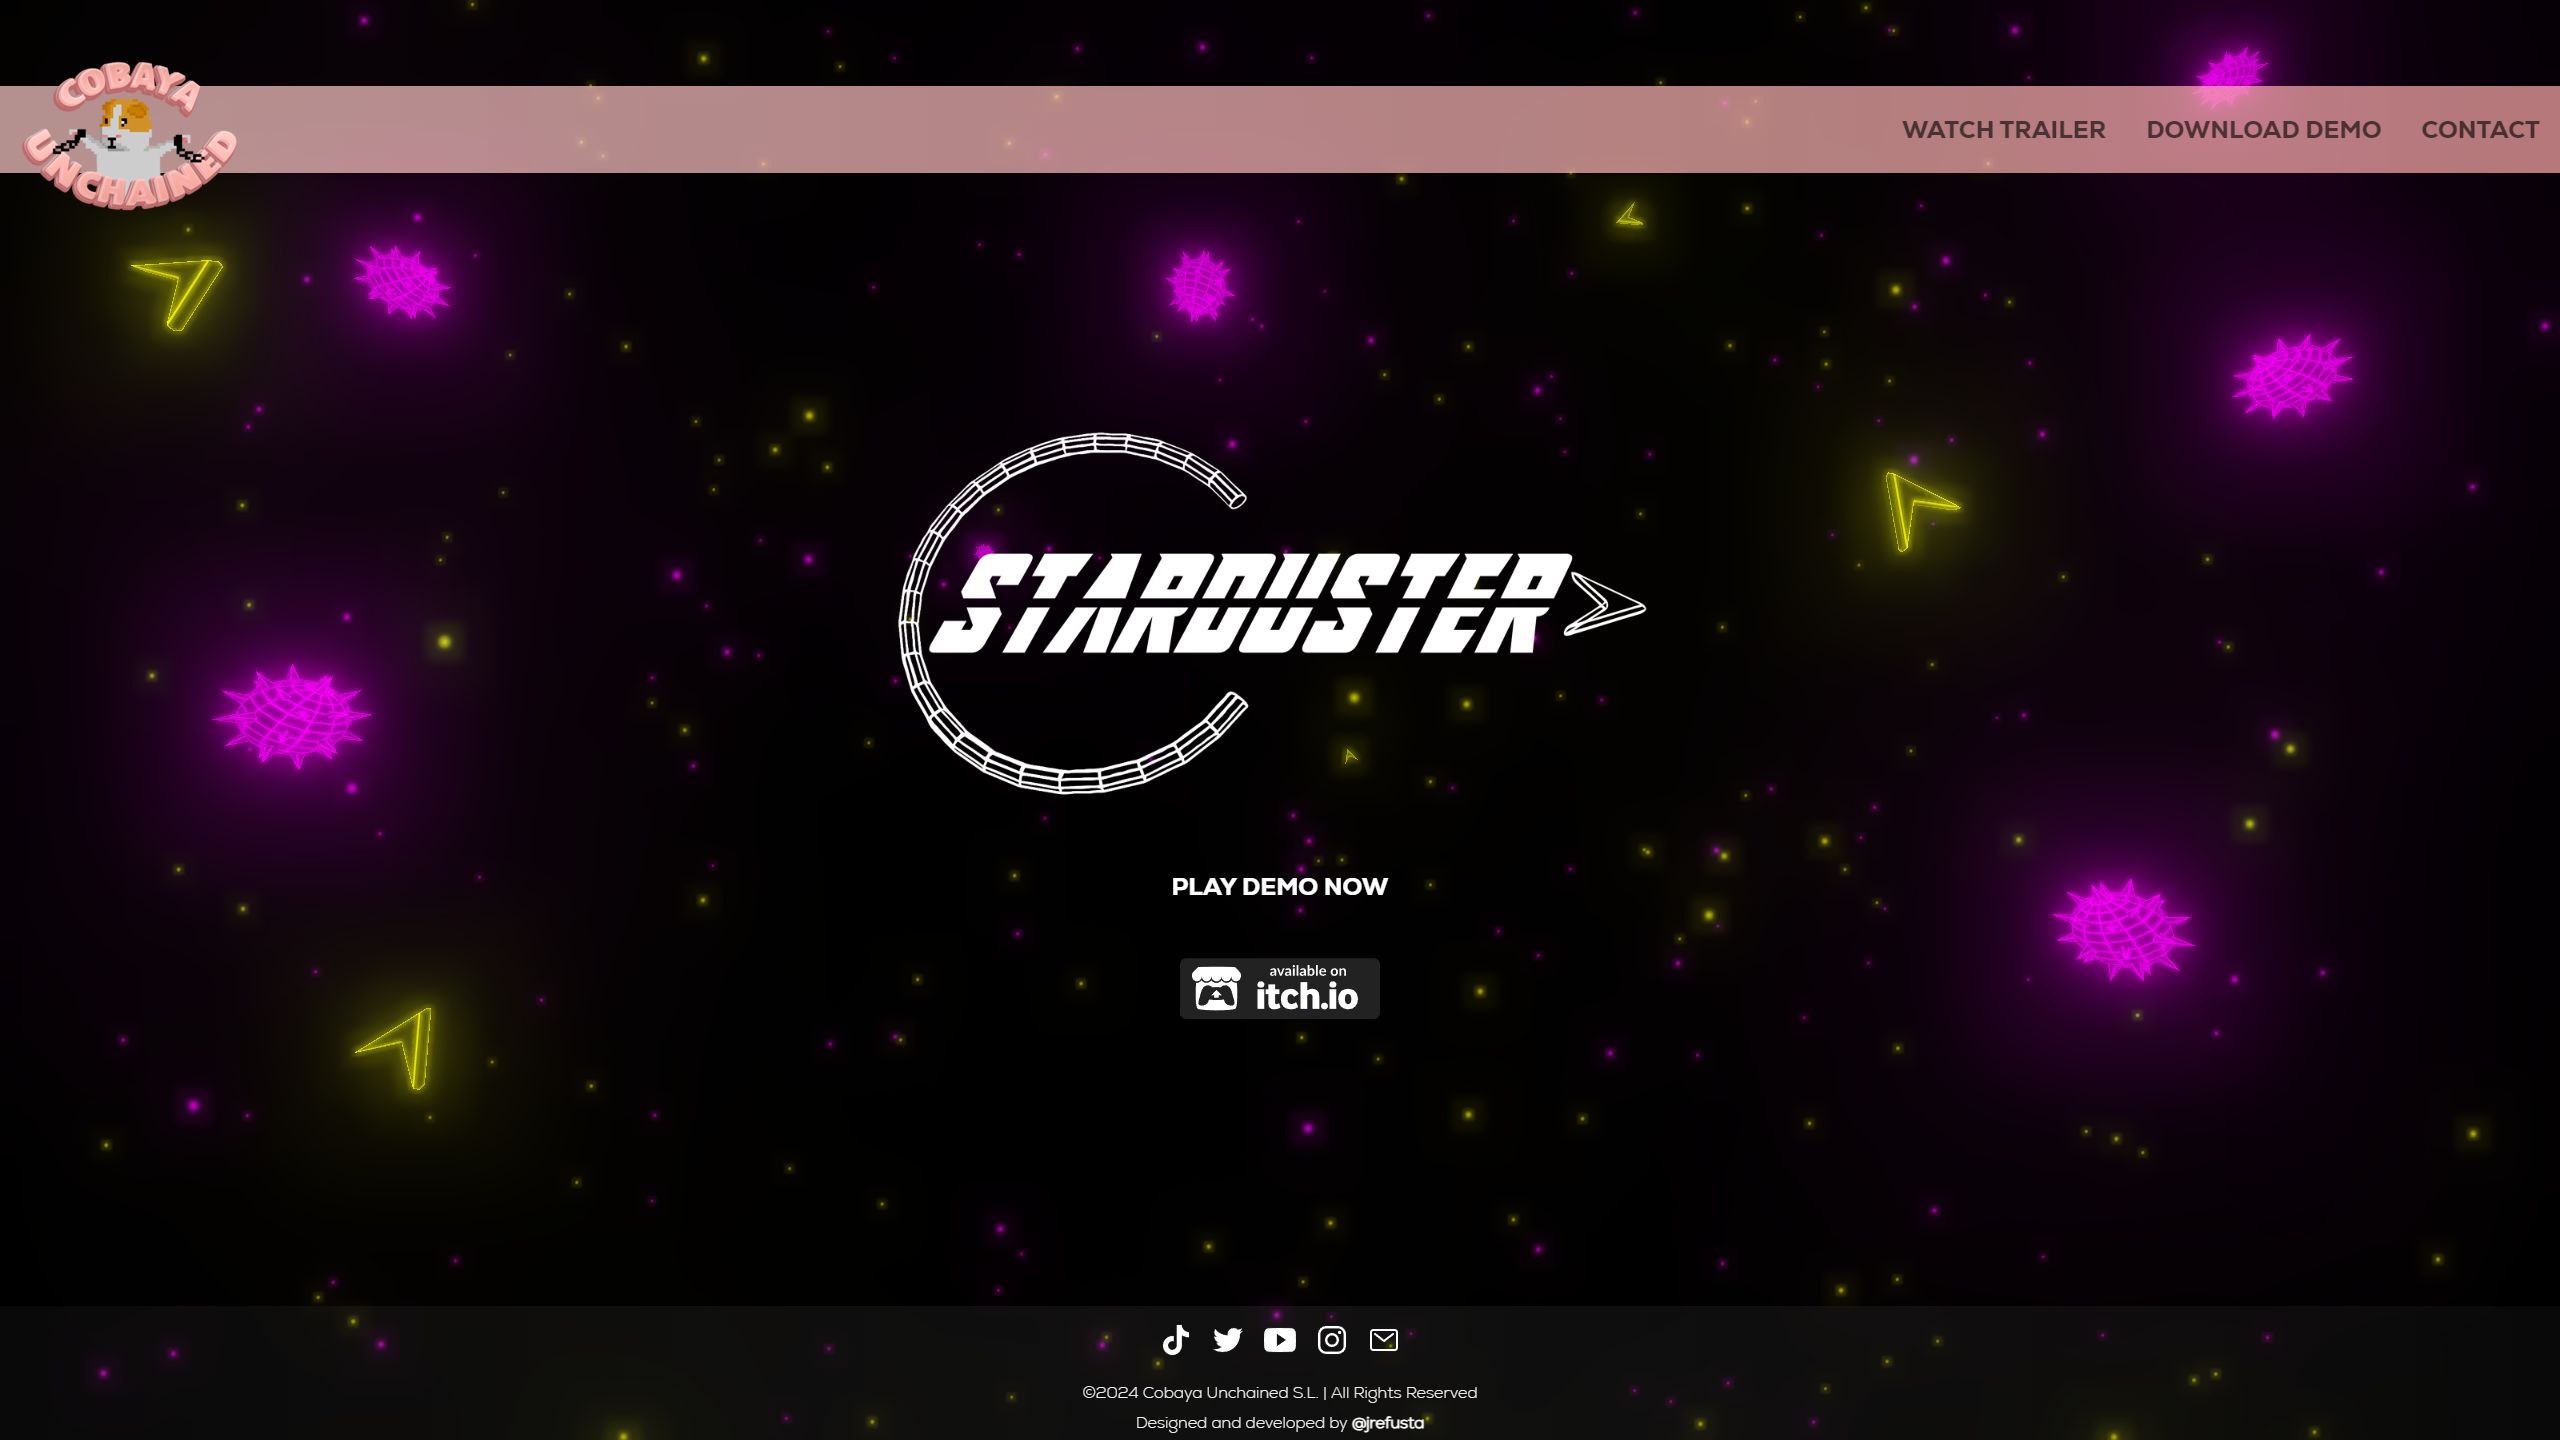 COBAYA
UNCHAINED
WATCH TRAILER
DOWNLOAD DEMO
CONTACT
STARDUSTER
PLAY DEMO NOW
available on
itch.io
©2024 Cobaya Unchained S.L. | All Rights Reserved
Designed and developed by @jrefusta